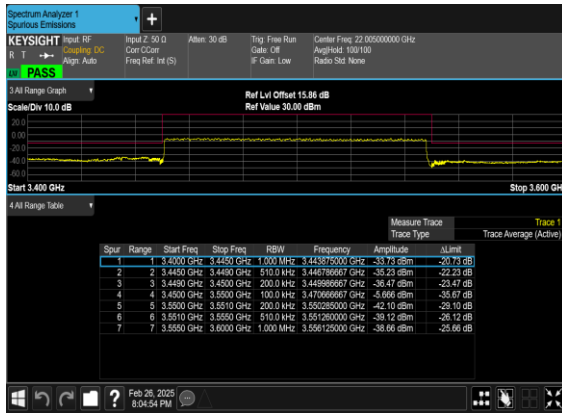 Spectrum Analyzer 1
Spurious Emissions
KEYSIGHT Input: RF Input Z: 50 Ω Atten: 30 dB Trig: Free Run Center Freq: 22.005000000 GHz
R T Coupling: DC Corr CCorr Gate: Off Avg|Hold: 100/100
Align: Auto Freq Ref: Int (S) IF Gain: Low Radio Std: None
PASS
3 All Range Graph
Ref Lvl Offset 15.86 dB
Scale/Div 10.0 dB Ref Value 30.00 dBm
20.0
0.00
-20.0
-40.0
-60.0
Start 3.400 GHz Stop 3.600 GHz
4 All Range Table
Measure Trace Trace 1
Trace Type Trace Average (Active)
Spur Range Start Freq Stop Freq RBW Frequency Amplitude ΔLimit
1 1 3.4000 GHz 3.4450 GHz 1.000 MHz 3.443875000 GHz -33.73 dBm -20.73 dB
2 2 3.4450 GHz 3.4490 GHz 510.0 kHz 3.446786667 GHz -35.23 dBm -22.23 dB
3 3 3.4490 GHz 3.4500 GHz 200.0 kHz 3.449986667 GHz -36.47 dBm -23.47 dB
4 4 3.4500 GHz 3.5500 GHz 100.0 kHz 3.470666667 GHz -5.666 dBm -35.67 dB
5 5 3.5500 GHz 3.5510 GHz 200.0 kHz 3.550285000 GHz -42.10 dBm -29.10 dB
6 6 3.5510 GHz 3.5550 GHz 510.0 kHz 3.551260000 GHz -39.12 dBm -26.12 dB
7 7 3.5550 GHz 3.6000 GHz 1.000 MHz 3.556125000 GHz -38.66 dBm -25.66 dB
? Feb 26, 2025
8:04:54 PM